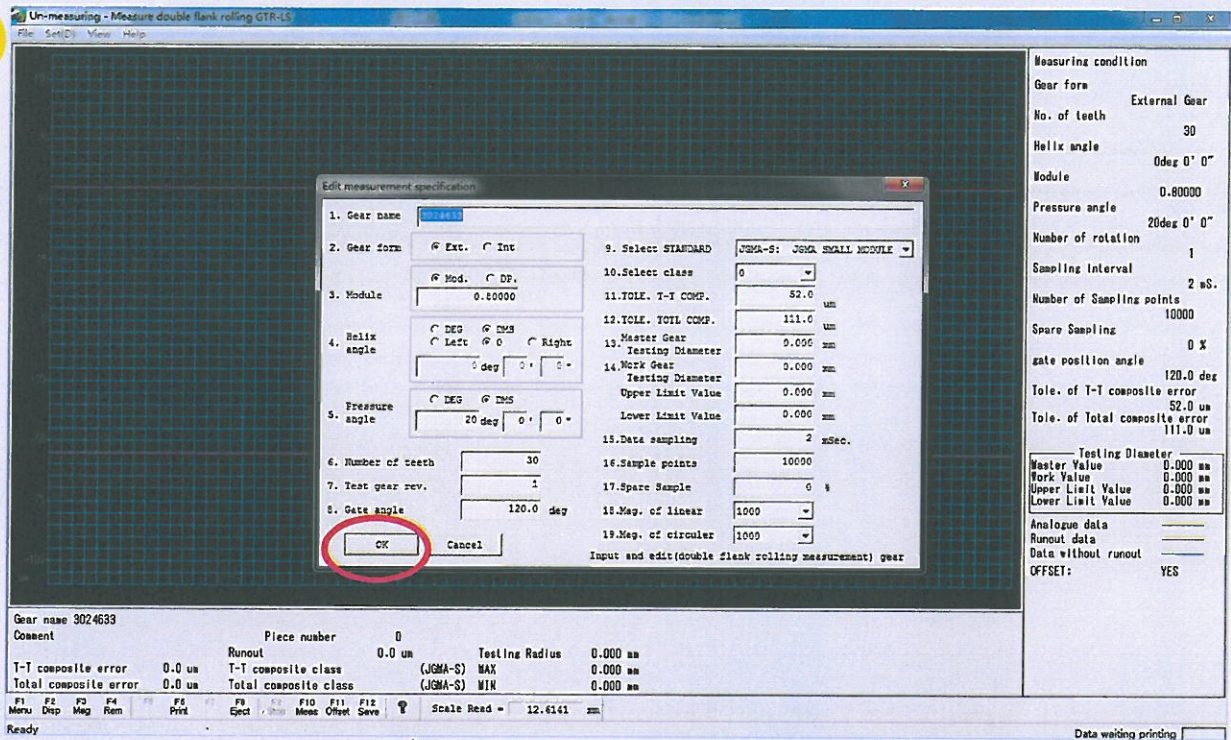 Un-measuring - Measure double flank rolling GTR-LS
File Set(D) View Help
Edit measurement specification
1. Gear name 3024633
2. Gear form Ext. Int
Mod. DP.
3. Module 0.80000
DEG DMS
4. Helix angle Left 0 Right
0 deg 0 ' 0 "
DEG DMS
5. Pressure angle 20 deg 0 ' 0 "
6. Number of teeth 30
7. Test gear rev. 1
8. Gate angle 120.0 deg
OK Cancel
9. Select STANDARD JGMA-S: JGMA SMALL MODULE
10.Select class 0
11.TOLE. T-T COMP. 52.0 um
12.TOLE. TOTL COMP. 111.0 um
13. Master Gear Testing Diameter 0.000 mm
14.Work Gear Testing Diameter 0.000 mm
Upper Limit Value 0.000 mm
Lower Limit Value 0.000 mm
15.Data sampling 2 mSec.
16.Sample points 10000
17.Spare Sample 0 %
18.Mag. of linear 1000
19.Mag. of circuler 1000
Input and edit(double flank rolling measurement) gear
Measuring condition
Gear form
External Gear
No. of teeth
30
Helix angle
0deg 0' 0"
Module
0.80000
Pressure angle
20deg 0' 0"
Number of rotation
1
Sampling Interval
2 mS.
Number of Sampling points
10000
Spare Sampling
0 %
gate position angle
120.0 deg
Tole. of T-T composite error
52.0 um
Tole. of Total composite error
111.0 um
Testing Diameter
Master Value 0.000 mm
Work Value 0.000 mm
Upper Limit Value 0.000 mm
Lower Limit Value 0.000 mm
Analogue data
Runout data
Data without runout
OFFSET: YES
Gear name 3024633
Comment Piece number 0
Runout 0.0 um Testing Radius 0.000 mm
T-T composite error 0.0 um T-T composite class (JGMA-S) MAX 0.000 mm
Total composite error 0.0 um Total composite class (JGMA-S) MIN 0.000 mm
F1 F2 F3 F4 F5 F6 F7 F8 F9 F10 F11 F12
Menu Disp Mag Rem Print Eject Stop Meas Offset Save Scale Read = 12.6141 mm
Ready Data waiting printing